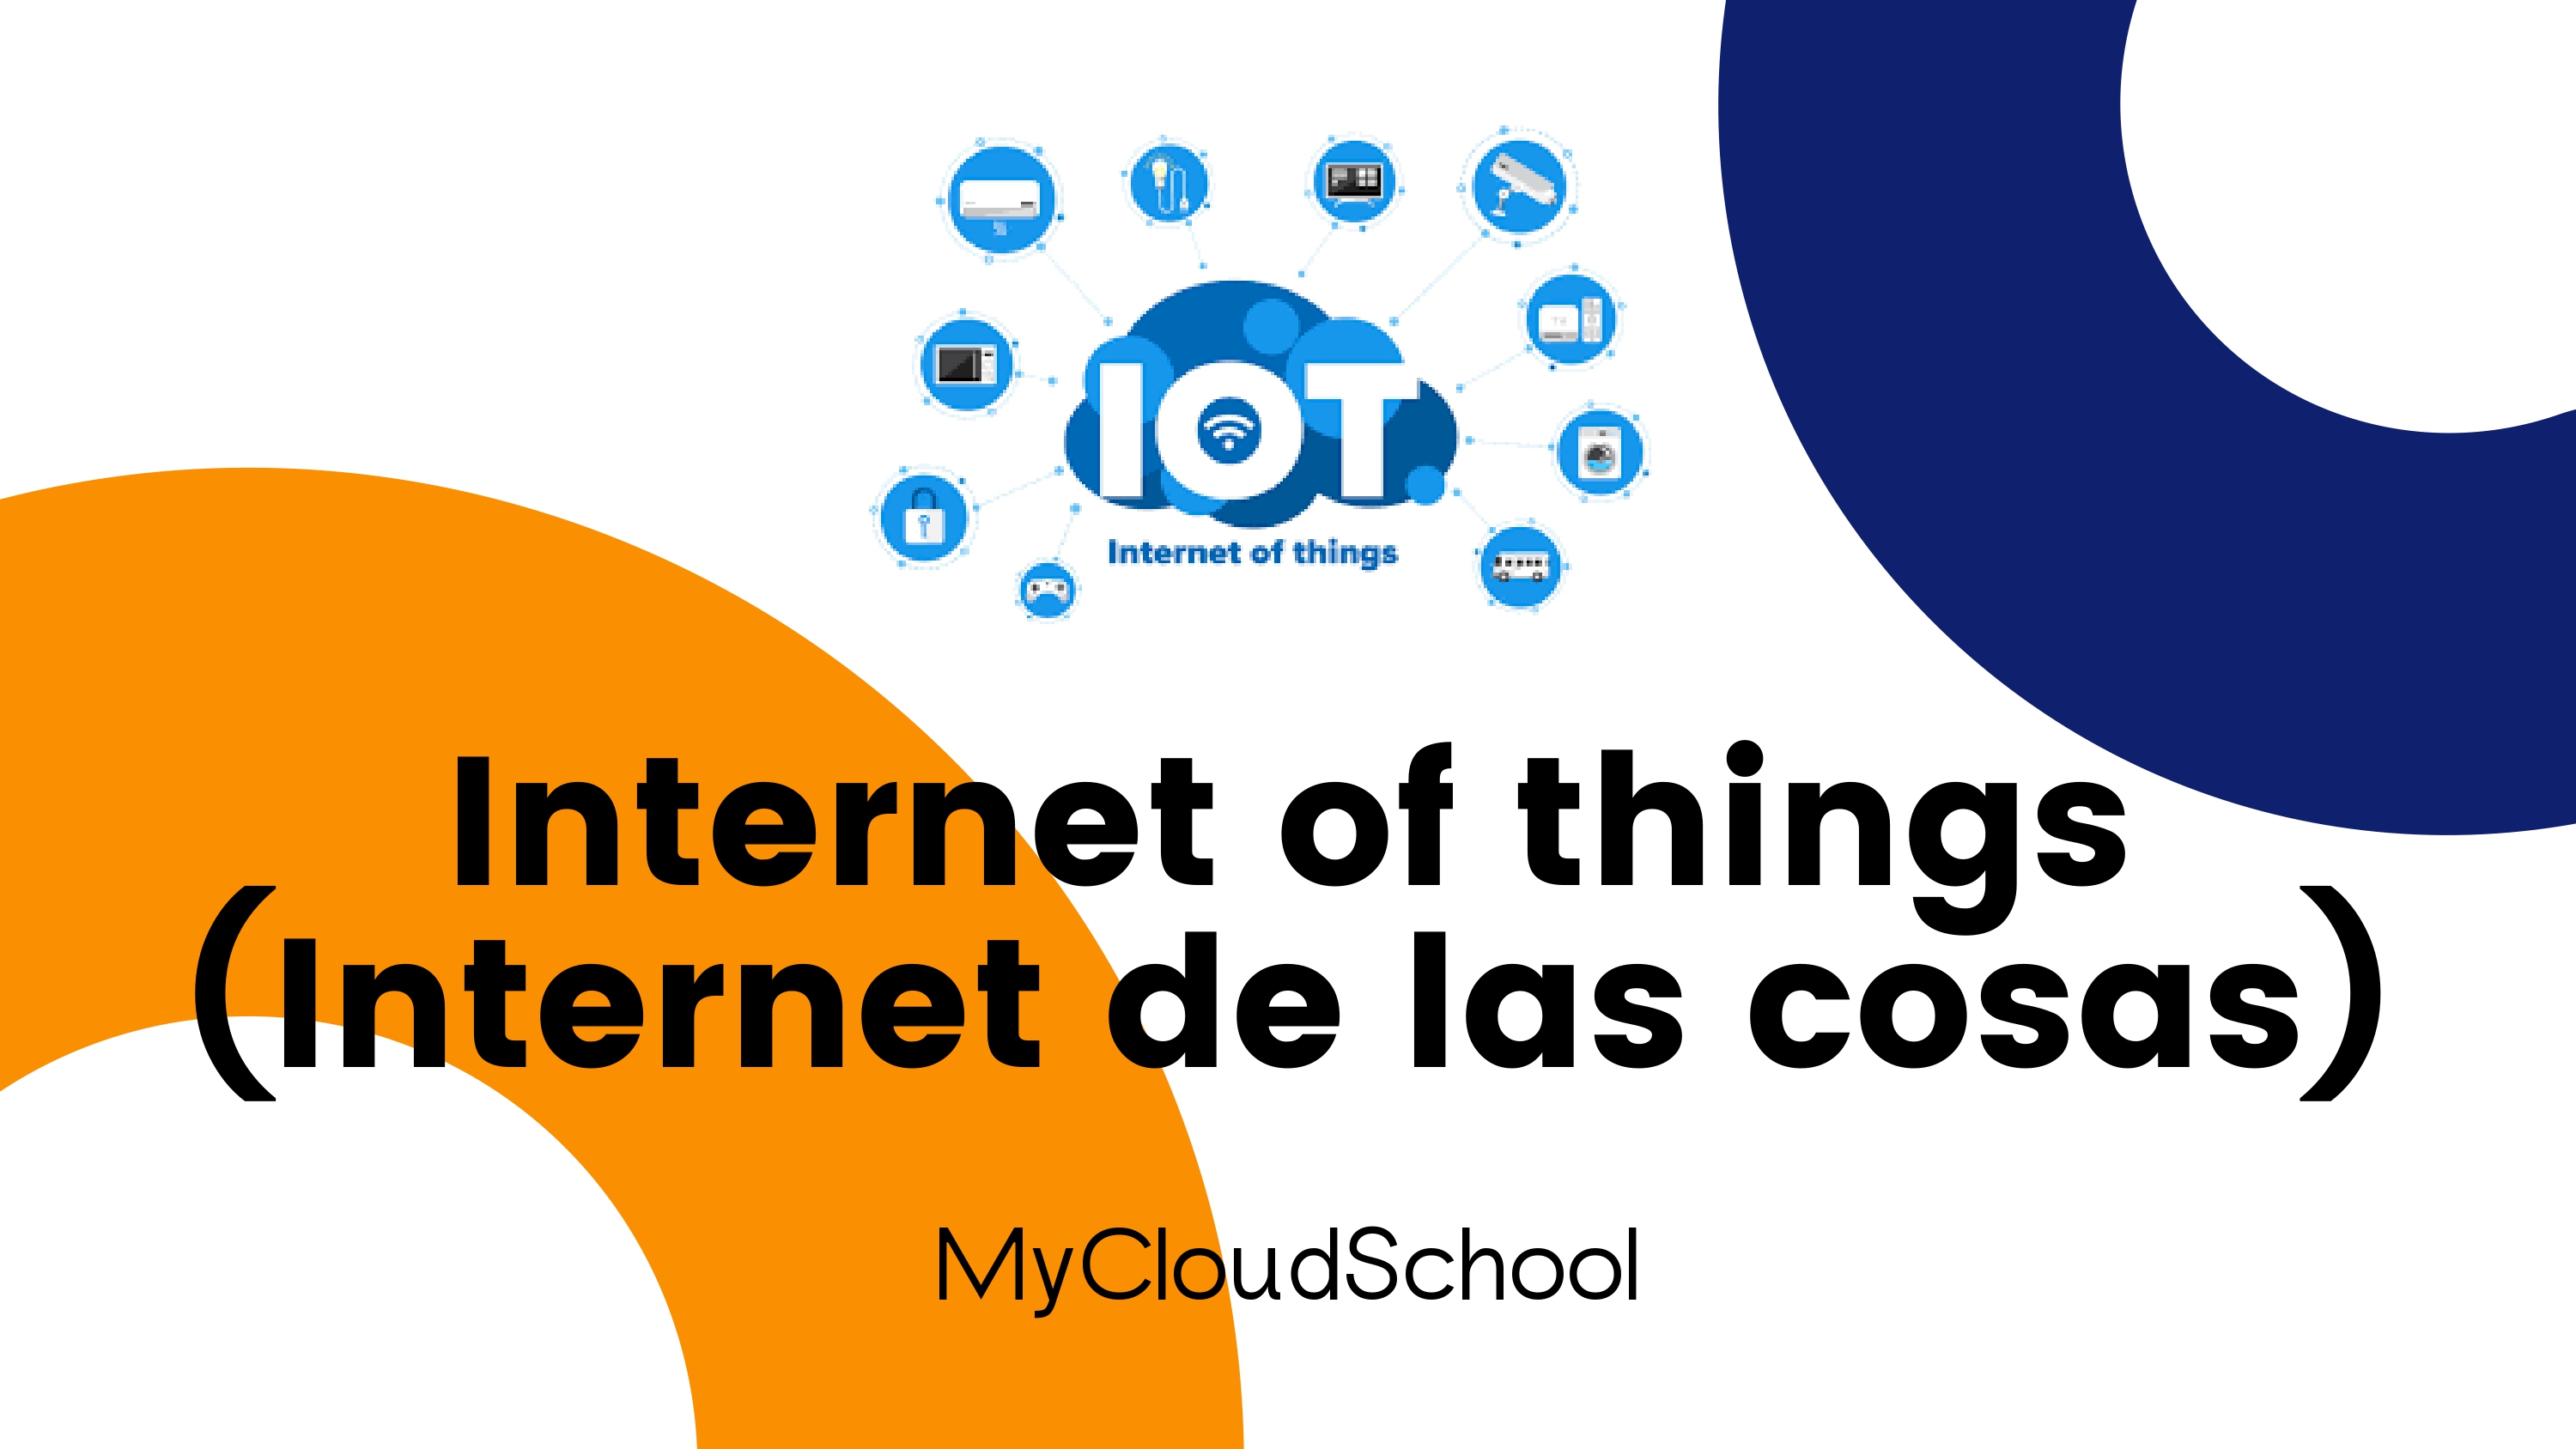 IOT
Internet of things
Internet of things
(Internet de las cosas)
MyCloudSchool